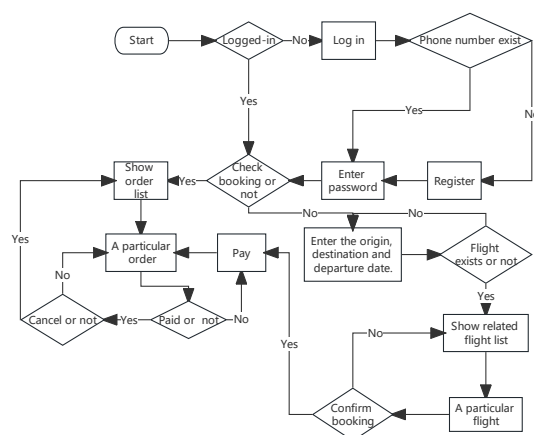 Start
Logged-in
No
Log in
Phone number exist
Yes
Yes
Show
order
list
Yes
Check
booking or
not
Enter
password
Register
No
No
Yes
A particular
order
Pay
Enter the origin,
destination and
departure date.
Flight
exists or not
No
Yes
Cancel or not
Yes
Paid or not
No
Yes
No
Show related
flight list
Confirm
booking
A particular
flight